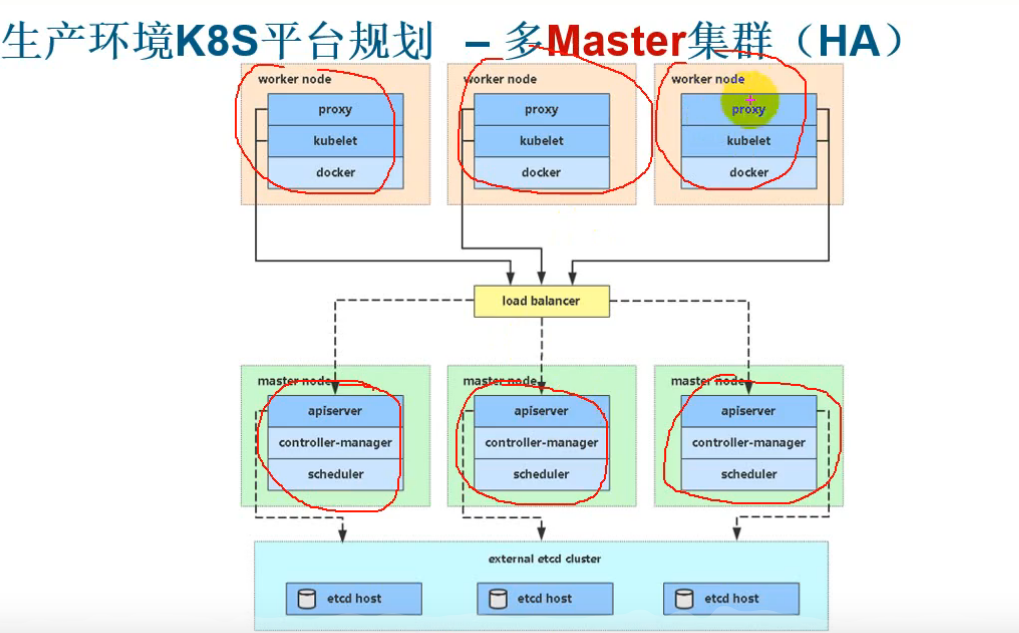 生产环境K8S平台规划 – 多Master集群（HA）
worker node
proxy
kubelet
docker
worker node
proxy
kubelet
docker
worker node
proxy
kubelet
docker
load balancer
master node
apiserver
controller-manager
scheduler
master node
apiserver
controller-manager
scheduler
master node
apiserver
controller-manager
scheduler
external etcd cluster
etcd host
etcd host
etcd host